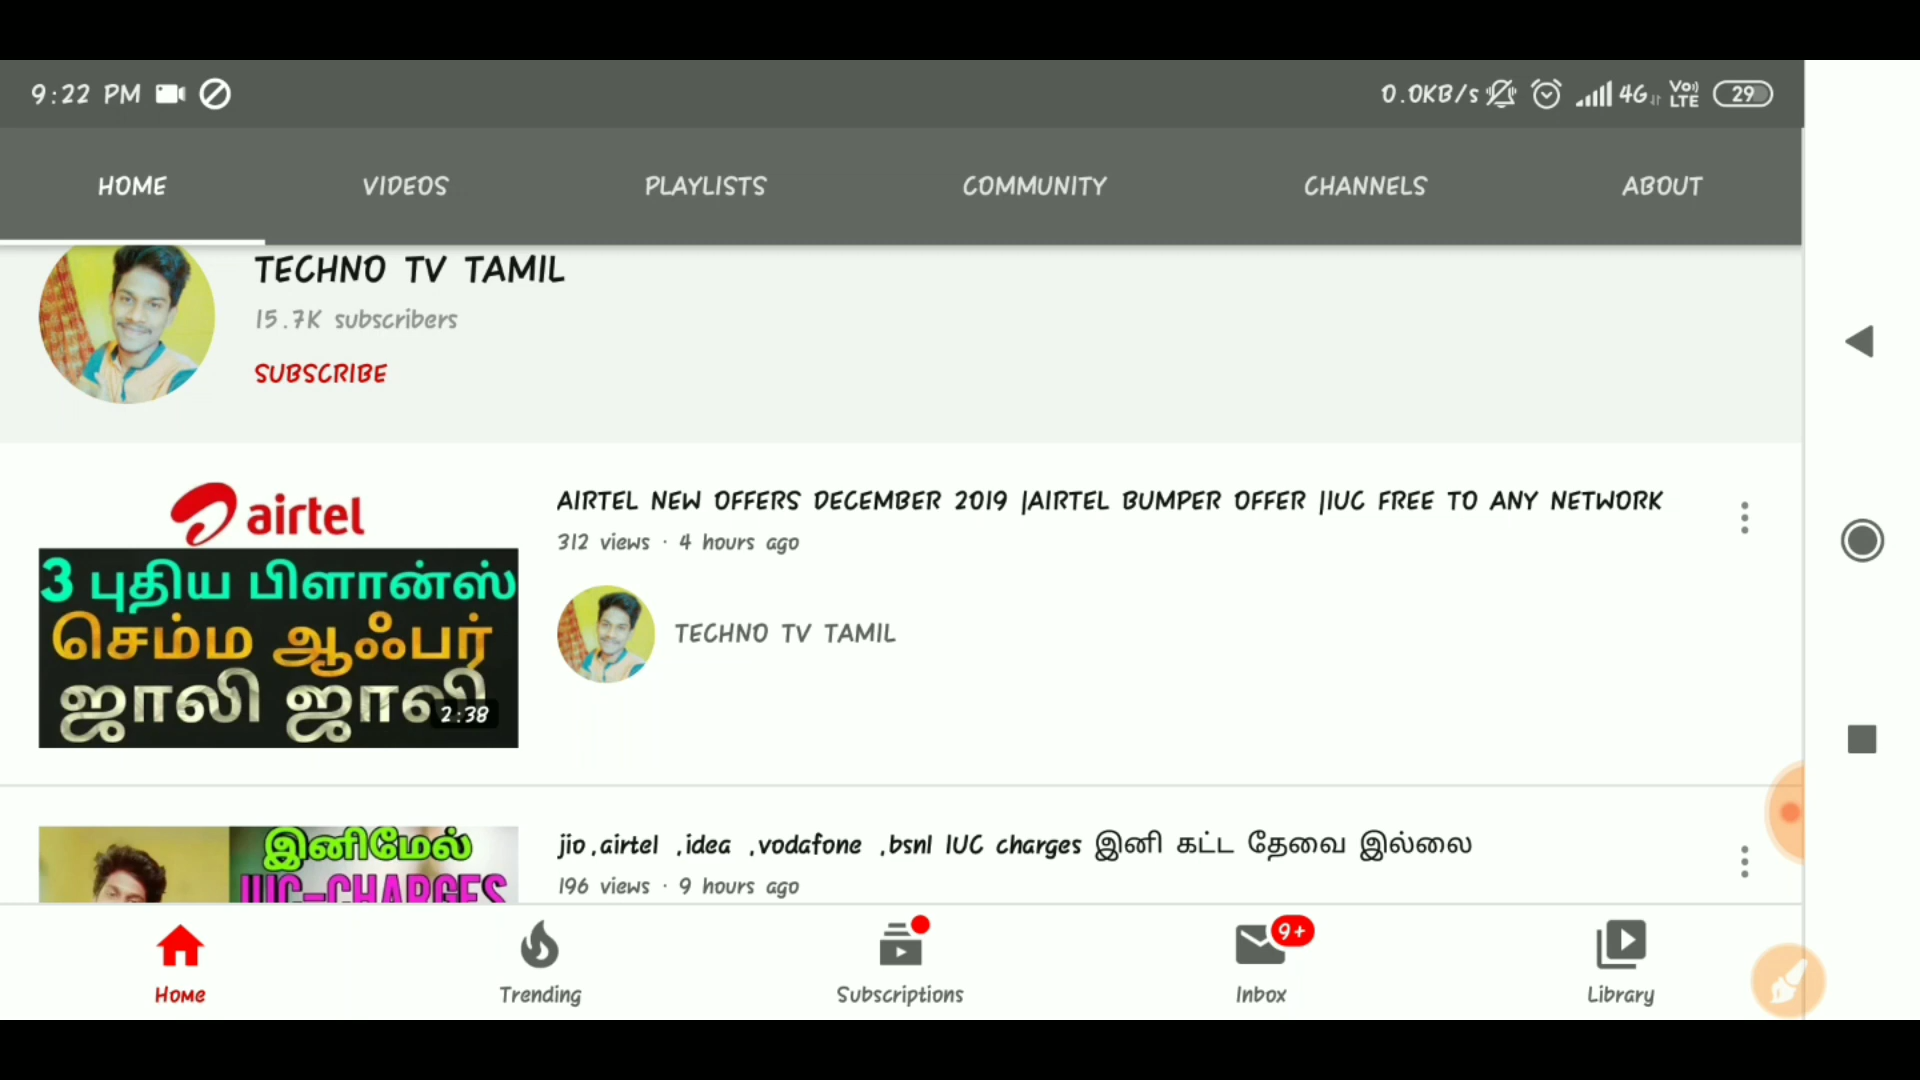 9:22 PM
0.0KB/s 4G Vo) LTE 29
HOME VIDEOS PLAYLISTS COMMUNITY CHANNELS ABOUT
TECHNO TV TAMIL
15.7K subscribers
SUBSCRIBE
airtel
3 புதிய பிளான்ஸ்
செம்ம ஆஃபர்
ஜாலி ஜாலி
2:38
AIRTEL NEW OFFERS DECEMBER 2019 |AIRTEL BUMPER OFFER |IUC FREE TO ANY NETWORK
312 views · 4 hours ago
TECHNO TV TAMIL
இனிமேல்
IUC-CHARGES
jio,airtel ,idea ,vodafone ,bsnl IUC charges இனி கட்ட தேவை இல்லை
196 views · 9 hours ago
9+
Home Trending Subscriptions Inbox Library